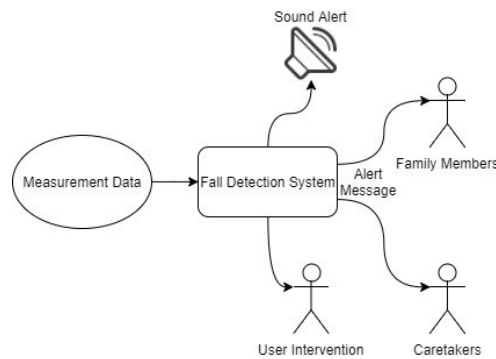 Sound Alert
Measurement Data
Fall Detection System
Alert
Message
Family Members
User Intervention
Caretakers